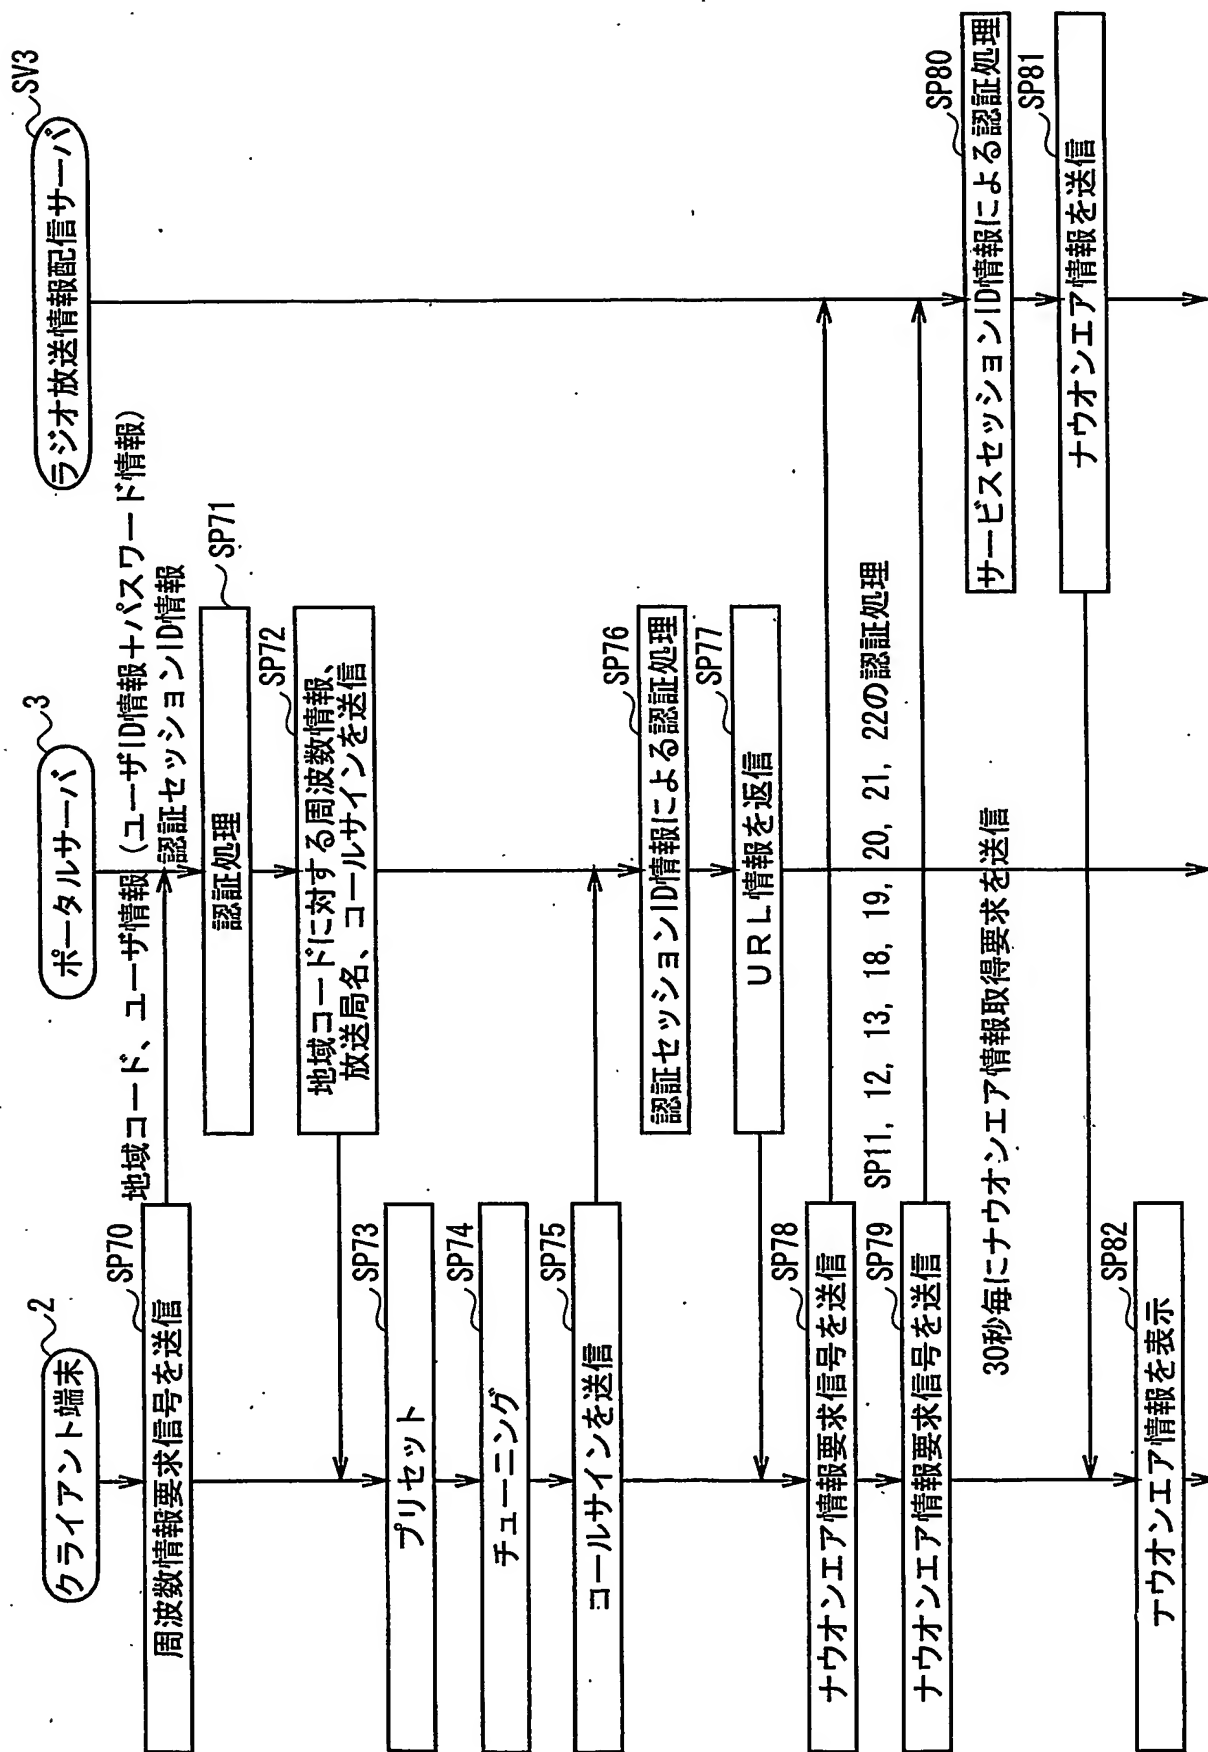 クライアント端末
2
ポータルサーバ
3
ラジオ放送情報配信サーバ
SV3
SP70
周波数情報要求信号を送信
地域コード、ユーザ情報（ユーザID情報＋パスワード情報）
認証セッションID情報
SP71
認証処理
SP72
地域コードに対する周波数情報、
放送局名、コールサインを送信
SP73
プリセット
SP74
チューニング
SP75
コールサインを送信
SP76
認証セッションID情報による認証処理
SP77
ＵＲＬ情報を返信
SP78
ナウオンエア情報要求信号を送信
SP11, 12, 13, 18, 19, 20, 21, 22の認証処理
SP79
ナウオンエア情報要求信号を送信
30秒毎にナウオンエア情報取得要求を送信
SP80
サービスセッションID情報による認証処理
SP81
ナウオンエア情報を送信
SP82
ナウオンエア情報を表示